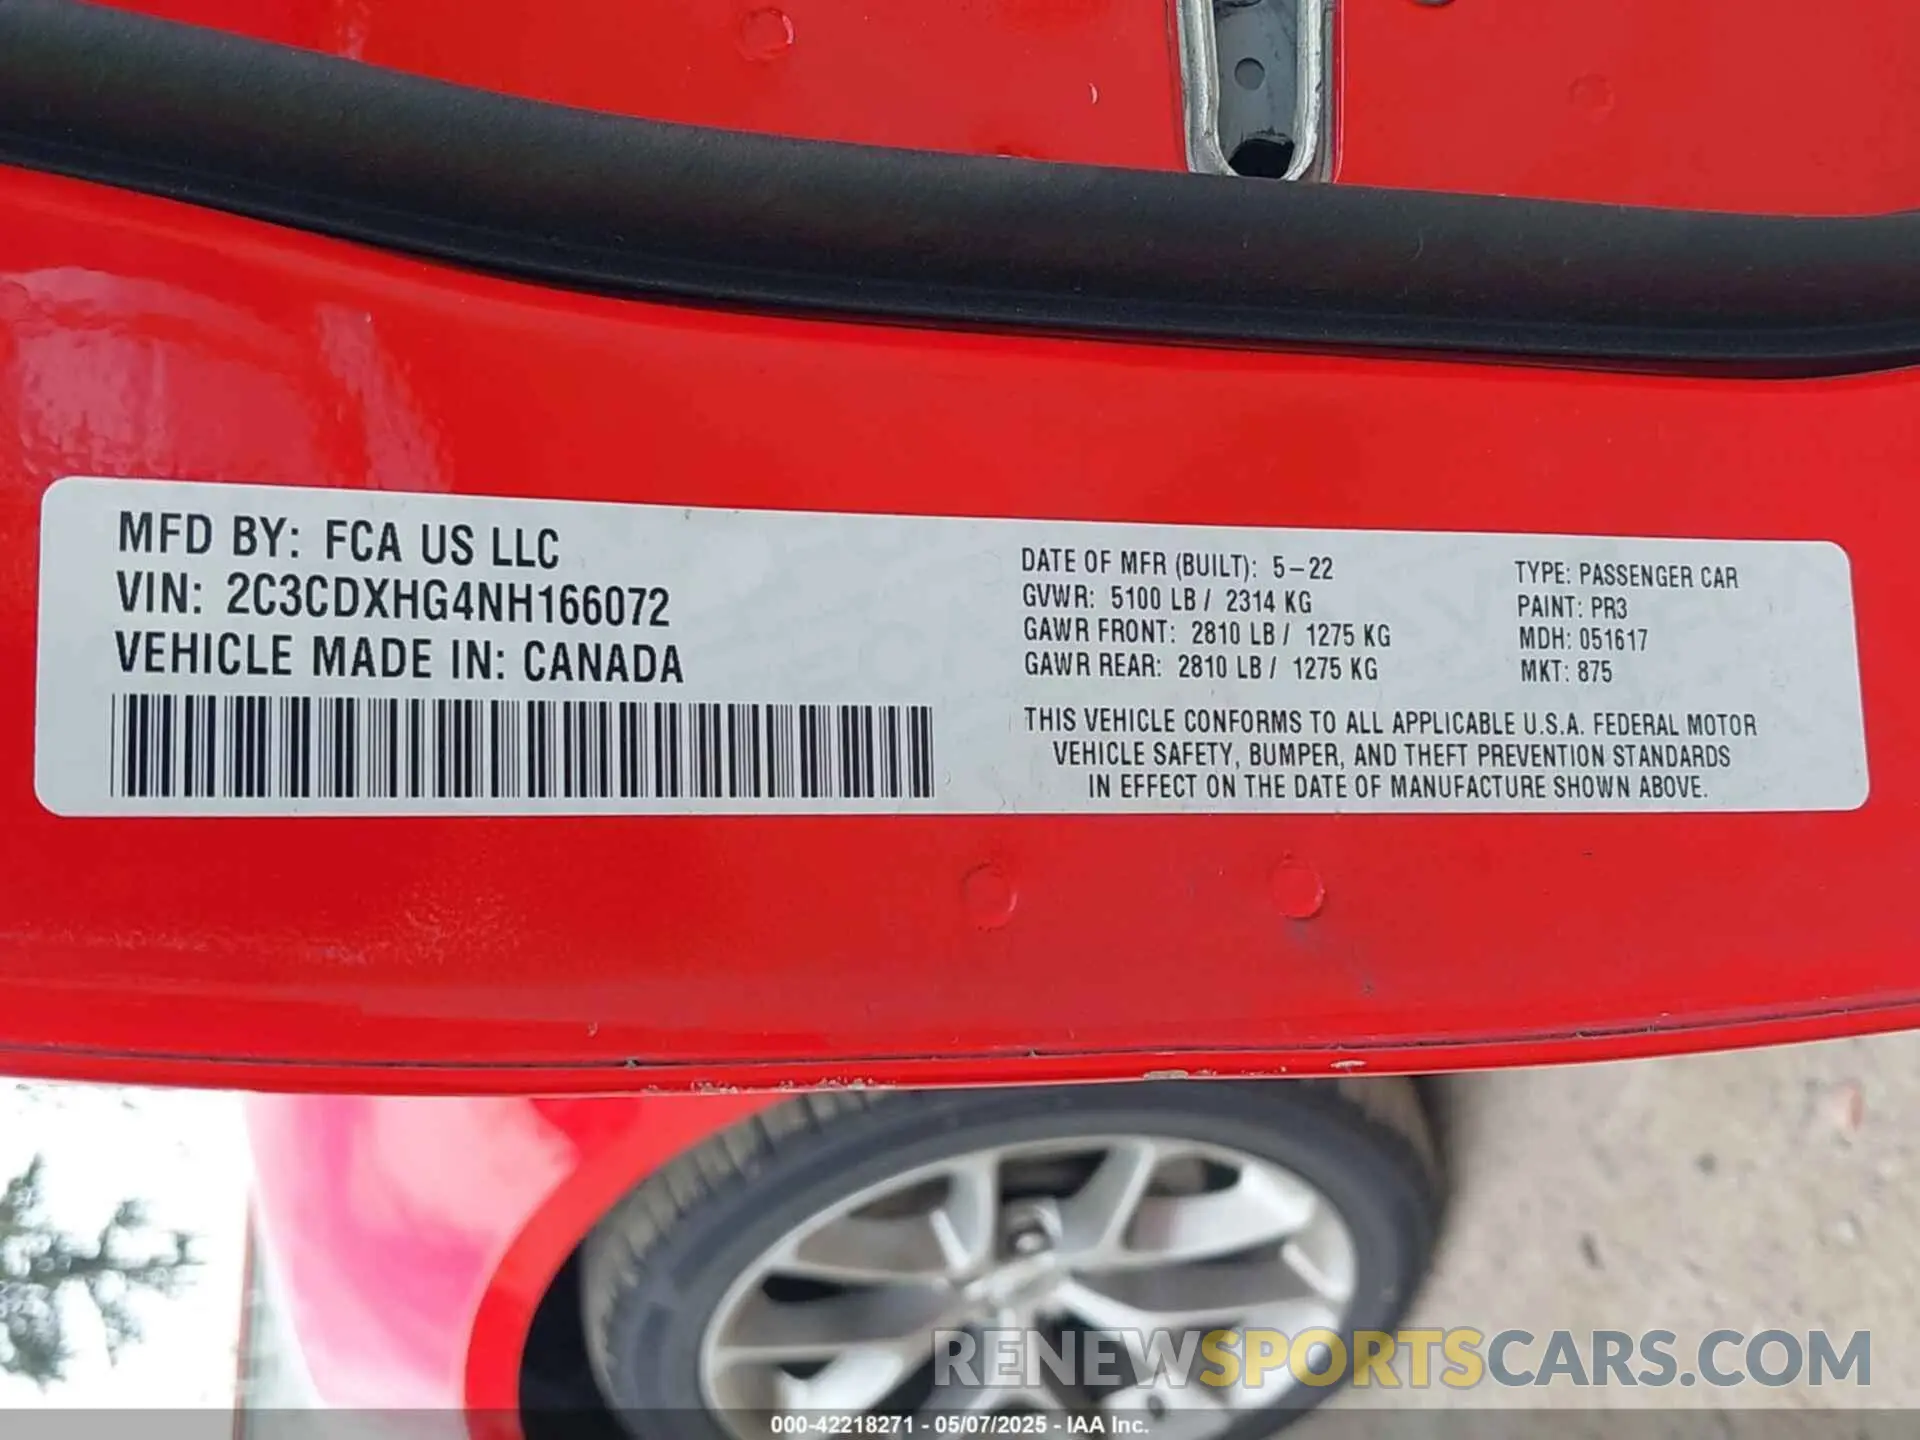 MFD BY: FCA US LLC
VIN: 2C3CDXHG4NH166072
VEHICLE MADE IN: CANADA
DATE OF MFR (BUILT): 5-22
GVWR: 5100 LB / 2314 KG
GAWR FRONT: 2810 LB / 1275 KG
GAWR REAR: 2810 LB / 1275 KG
TYPE: PASSENGER CAR
PAINT: PR3
MDH: 051617
MKT: 875
THIS VEHICLE CONFORMS TO ALL APPLICABLE U.S.A. FEDERAL MOTOR
VEHICLE SAFETY, BUMPER, AND THEFT PREVENTION STANDARDS
IN EFFECT ON THE DATE OF MANUFACTURE SHOWN ABOVE.
RENEWSPORTSCARS.COM
000-42218271 - 05/07/2025 - IAA Inc.